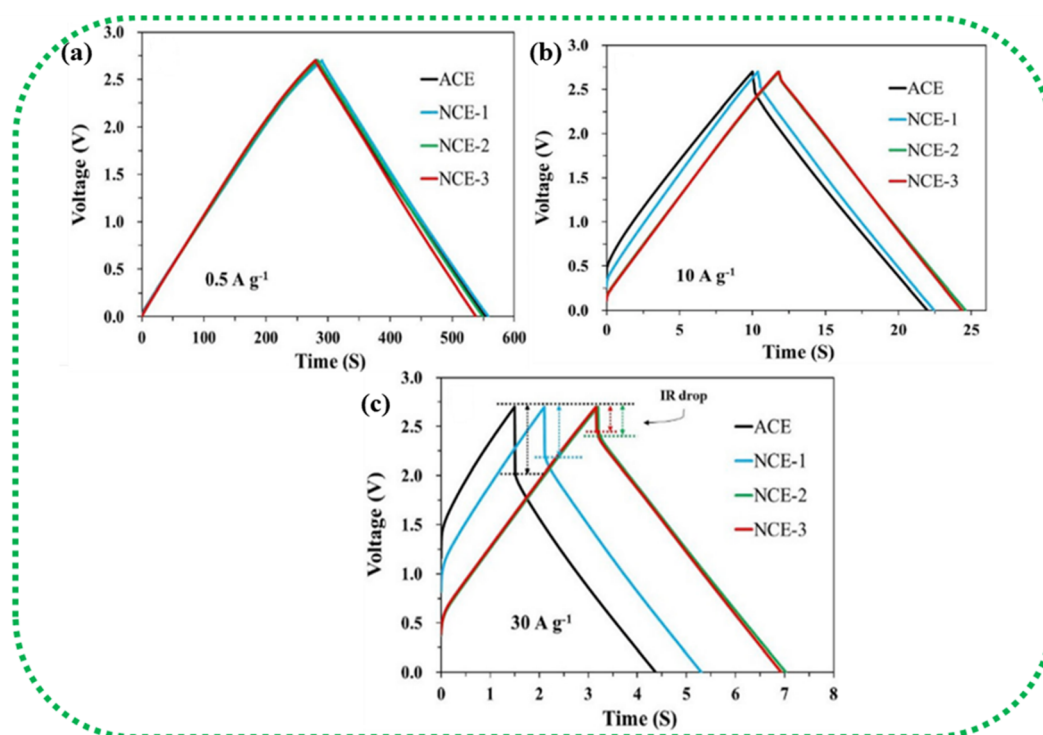 (a)
3.0
2.5
2.0
1.5
1.0
0.5
0.0
Voltage (V)
ACE
NCE-1
NCE-2
NCE-3
0.5 A g⁻¹
0 100 200 300 400 500 600
Time (S)
(b)
3.0
2.5
2.0
1.5
1.0
0.5
0.0
Voltage (V)
ACE
NCE-1
NCE-2
NCE-3
10 A g⁻¹
0 5 10 15 20 25
Time (S)
(c)
3.0
2.5
2.0
1.5
1.0
0.5
0.0
Voltage (V)
IR drop
ACE
NCE-1
NCE-2
NCE-3
30 A g⁻¹
0 1 2 3 4 5 6 7 8
Time (S)